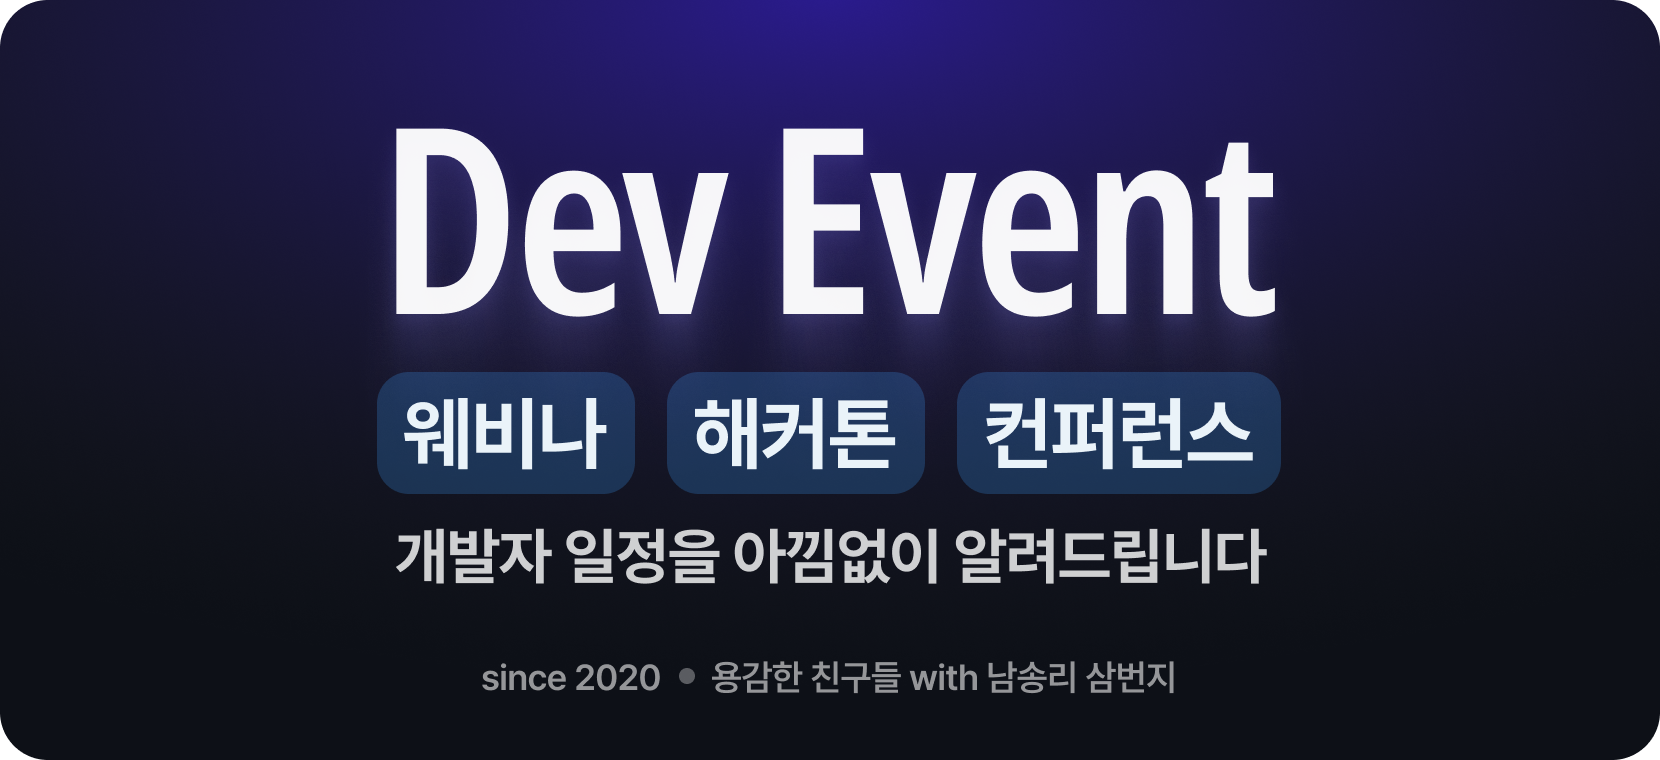 Dev Event
웨비나 해커톤 컨퍼런스
개발자 일정을 아낌없이 알려드립니다
since 2020 ● 용감한 친구들 with 남송리 삼번지